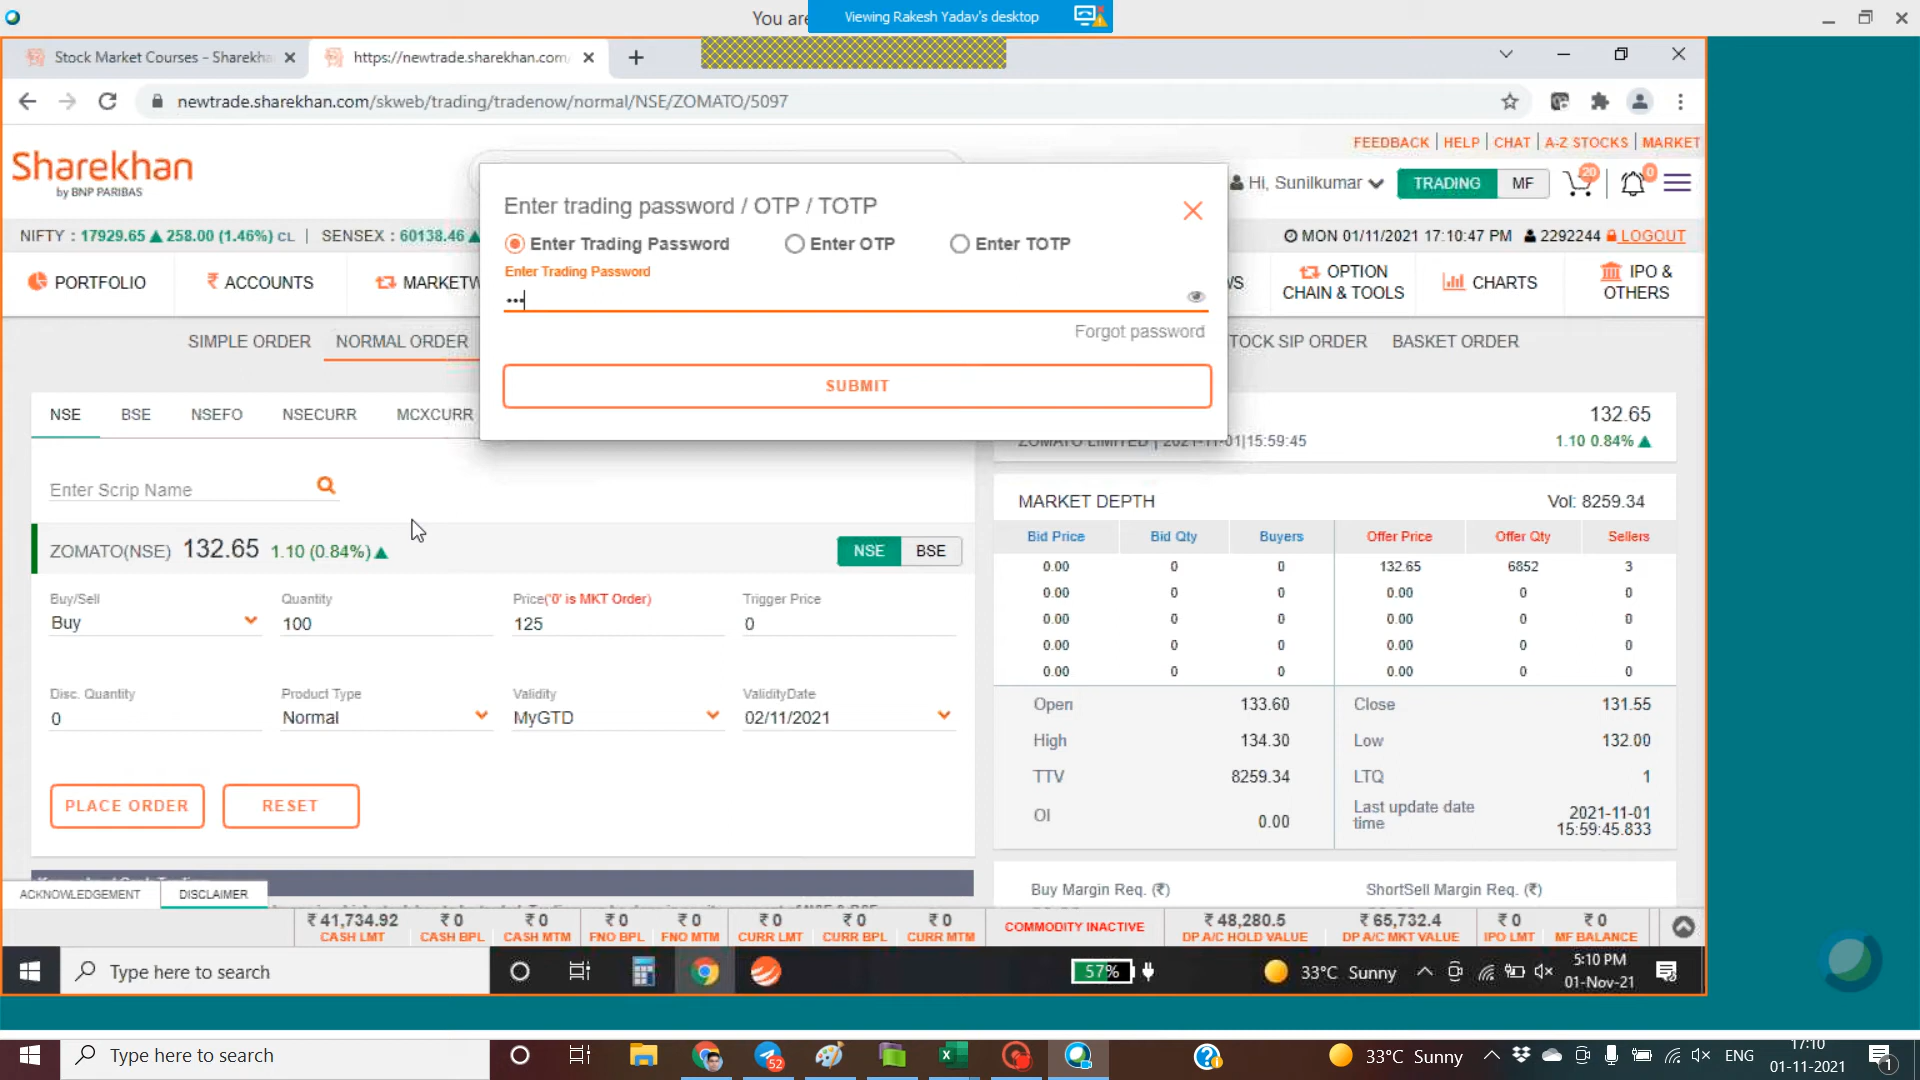 You are
Viewing Rakesh Yadav's desktop
Stock Market Courses - Sharekha
https://newtrade.sharekhan.com/
newtrade.sharekhan.com/skweb/trading/tradenow/normal/NSE/ZOMATO/5097
FEEDBACK | HELP | CHAT | A-Z STOCKS | MARKET
Sharekhan
by BNP PARIBAS
Hi, Sunilkumar
TRADING MF
20
0
Enter trading password / OTP / TOTP
Enter Trading Password Enter OTP Enter TOTP
Enter Trading Password
•••
Forgot password
SUBMIT
NIFTY : 17929.65 ▲ 258.00 (1.46%) CL | SENSEX : 60138.46 ▲
MON 01/11/2021 17:10:47 PM 2292244 LOGOUT
PORTFOLIO
₹ ACCOUNTS
OPTION CHAIN & TOOLS
CHARTS
IPO & OTHERS
SIMPLE ORDER NORMAL ORDER
SIP ORDER BASKET ORDER
NSE BSE NSEFO NSECURR MCXCURR
132.65
ZOMATO LIMITED | 2021-11-01|15:59:45
1.10 0.84% ▲
Enter Scrip Name
ZOMATO(NSE) 132.65 1.10 (0.84%) ▲
NSE BSE
Buy/Sell Quantity Price('0' is MKT Order) Trigger Price
Buy 100 125 0
Disc. Quantity Product Type Validity ValidityDate
0 Normal MyGTD 02/11/2021
PLACE ORDER RESET
MARKET DEPTH Vol: 8259.34
Bid Price Bid Qty Buyers Offer Price Offer Qty Sellers
0.00 0 0 132.65 6852 3
0.00 0 0 0.00 0 0
0.00 0 0 0.00 0 0
0.00 0 0 0.00 0 0
0.00 0 0 0.00 0 0
Open 133.60 Close 131.55
High 134.30 Low 132.00
TTV 8259.34 LTQ 1
OI 0.00
Last update date time 2021-11-01 15:59:45.833
Buy Margin Req. (₹) ShortSell Margin Req. (₹)
ACKNOWLEDGEMENT DISCLAIMER
₹ 41,734.92 ₹ 0 ₹ 0 ₹ 0 ₹ 0 ₹ 0 ₹ 0 ₹ 0
CASH LMT CASH BPL CASH MTM FNO BPL FNO MTM CURR LMT CURR BPL CURR MTM
COMMODITY INACTIVE
₹ 48,280.5 ₹ 65,732.4 ₹ 0 ₹ 0
DP A/C HOLD VALUE DP A/C MKT VALUE IPO LMT MF BALANCE
Type here to search
57%
33°C Sunny
5:10 PM
01-Nov-21
Type here to search
52
33°C Sunny
ENG
17:10
01-11-2021
1